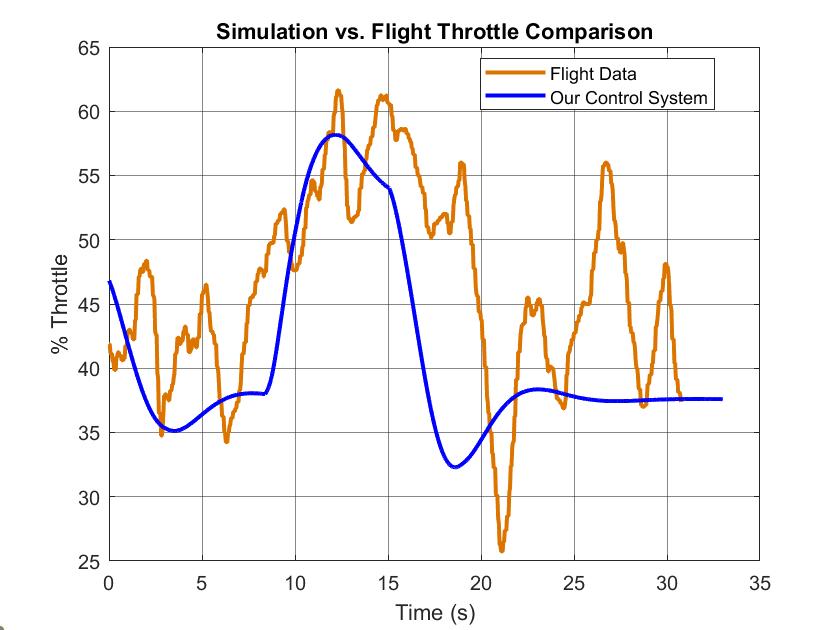 Simulation vs. Flight Throttle Comparison
Flight Data
Our Control System
% Throttle
65
60
55
50
45
40
35
30
25
0 5 10 15 20 25 30 35
Time (s)